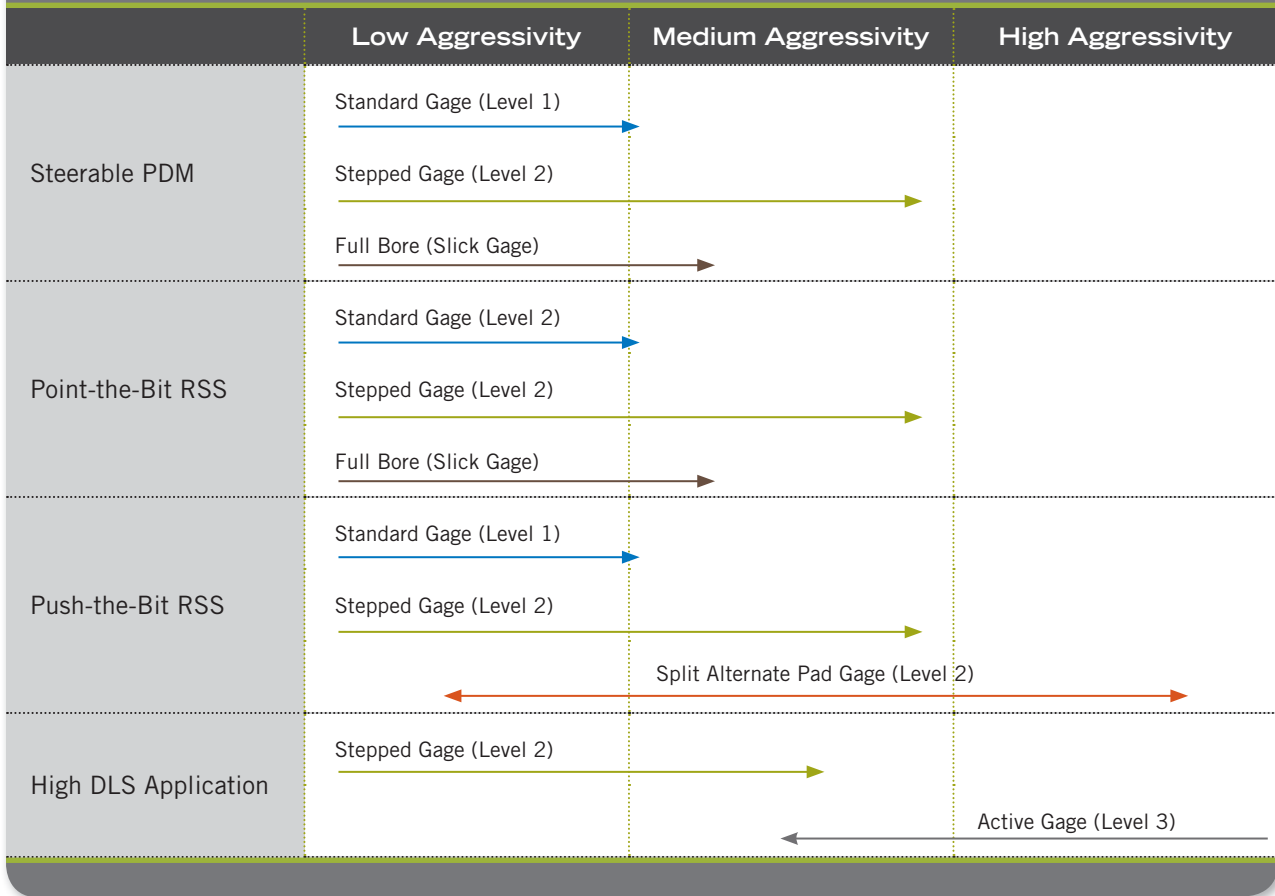 Low Aggressivity
Medium Aggressivity
High Aggressivity
Steerable PDM
Standard Gage (Level 1)
Stepped Gage (Level 2)
Full Bore (Slick Gage)
Point-the-Bit RSS
Standard Gage (Level 2)
Stepped Gage (Level 2)
Full Bore (Slick Gage)
Push-the-Bit RSS
Standard Gage (Level 1)
Stepped Gage (Level 2)
Split Alternate Pad Gage (Level 2)
High DLS Application
Stepped Gage (Level 2)
Active Gage (Level 3)